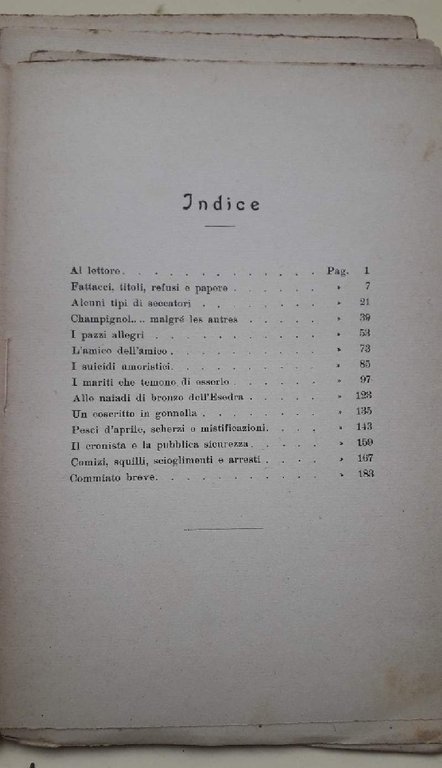 Indice
Al lettore. . . . . . . . . . . . Pag. 1
Fattacci, titoli, refusi e papere . . . . . . » 7
Alcuni tipi di seccatori . . . . . . . » 21
Champignol.... malgré les autres . . . . . » 39
I pazzi allegri . . . . . . . . . . » 53
L'amico dell'amico . . . . . . . . . » 73
I suicidi umoristici. . . . . . . . . » 85
I mariti che temono di esserlo . . . . . » 97
Alle naiadi di bronzo dell'Esedra . . . . . » 123
Un coscritto in gonnella . . . . . . . » 135
Pesci d'aprile, scherzi e mistificazioni. . . . » 143
Il cronista e la pubblica sicurezza. . . . . » 159
Comizi, squilli, scioglimenti e arresti . . . . » 167
Commiato breve. . . . . . . . . . » 183